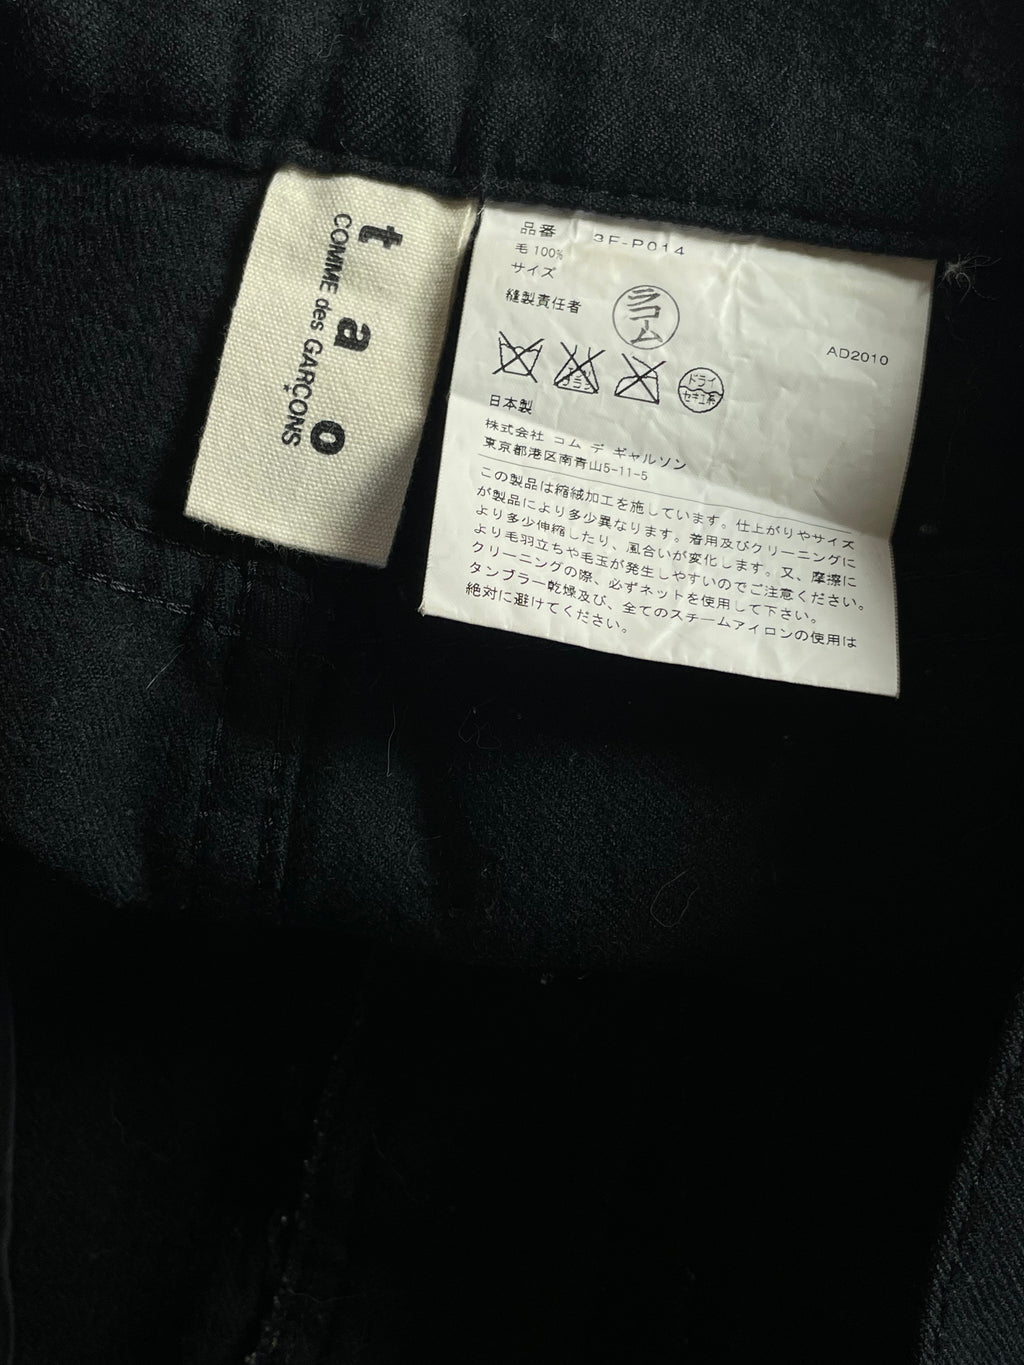 tao
COMME des GARÇONS
品番 3F-P014
毛 100%
サイズ
縫製責任者
ラコム
AD2010
ドライ
セキユ系
日本製
株式会社 コム デ ギャルソン
東京都港区南青山5-11-5
この製品は縮絨加工を施しています。仕上がりやサイズ
が製品により多少異なります。着用及びクリーニングに
より多少伸縮したり、風合いが変化します。又、摩擦に
より毛羽立ちや毛玉が発生しやすいのでご注意ください。
クリーニングの際、必ずネットを使用して下さい。
タンブラー乾燥及び、全てのスチームアイロンの使用は
絶対に避けてください。